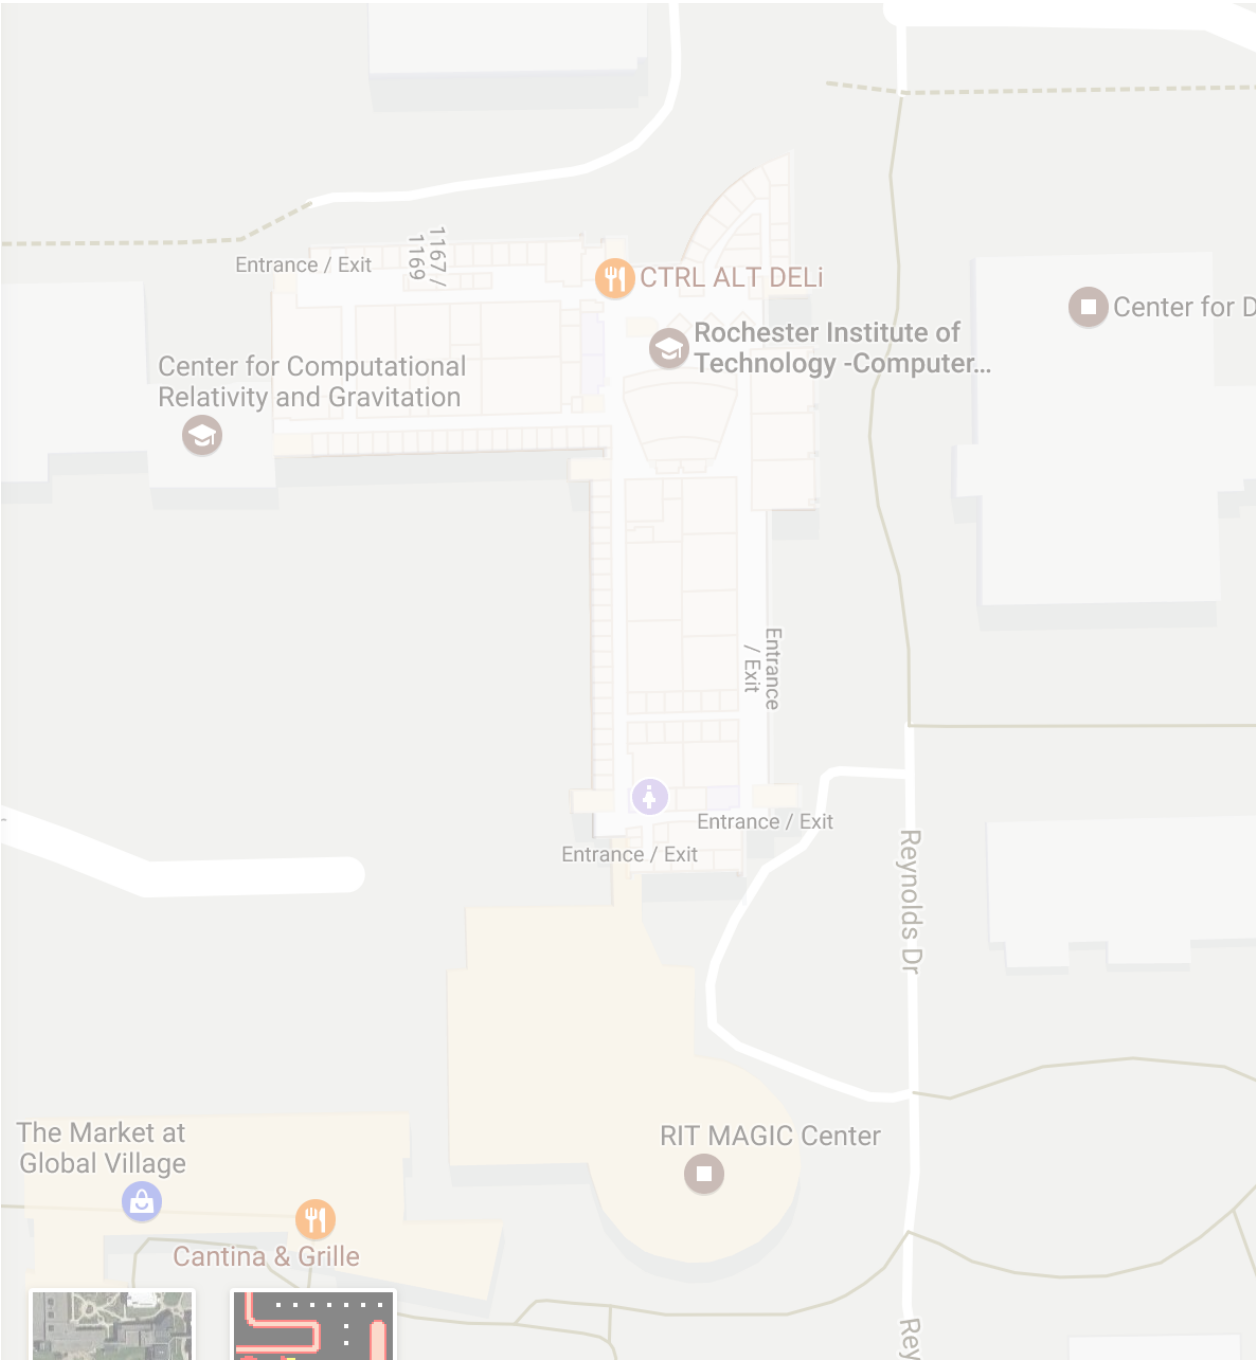 1167 /
1169
Entrance / Exit
CTRL ALT DELi
Center for D
Rochester Institute of
Technology -Computer...
Center for Computational
Relativity and Gravitation
Entrance
/ Exit
Entrance / Exit
Entrance / Exit
Reynolds Dr
RIT MAGIC Center
The Market at
Global Village
Cantina & Grille
Rey